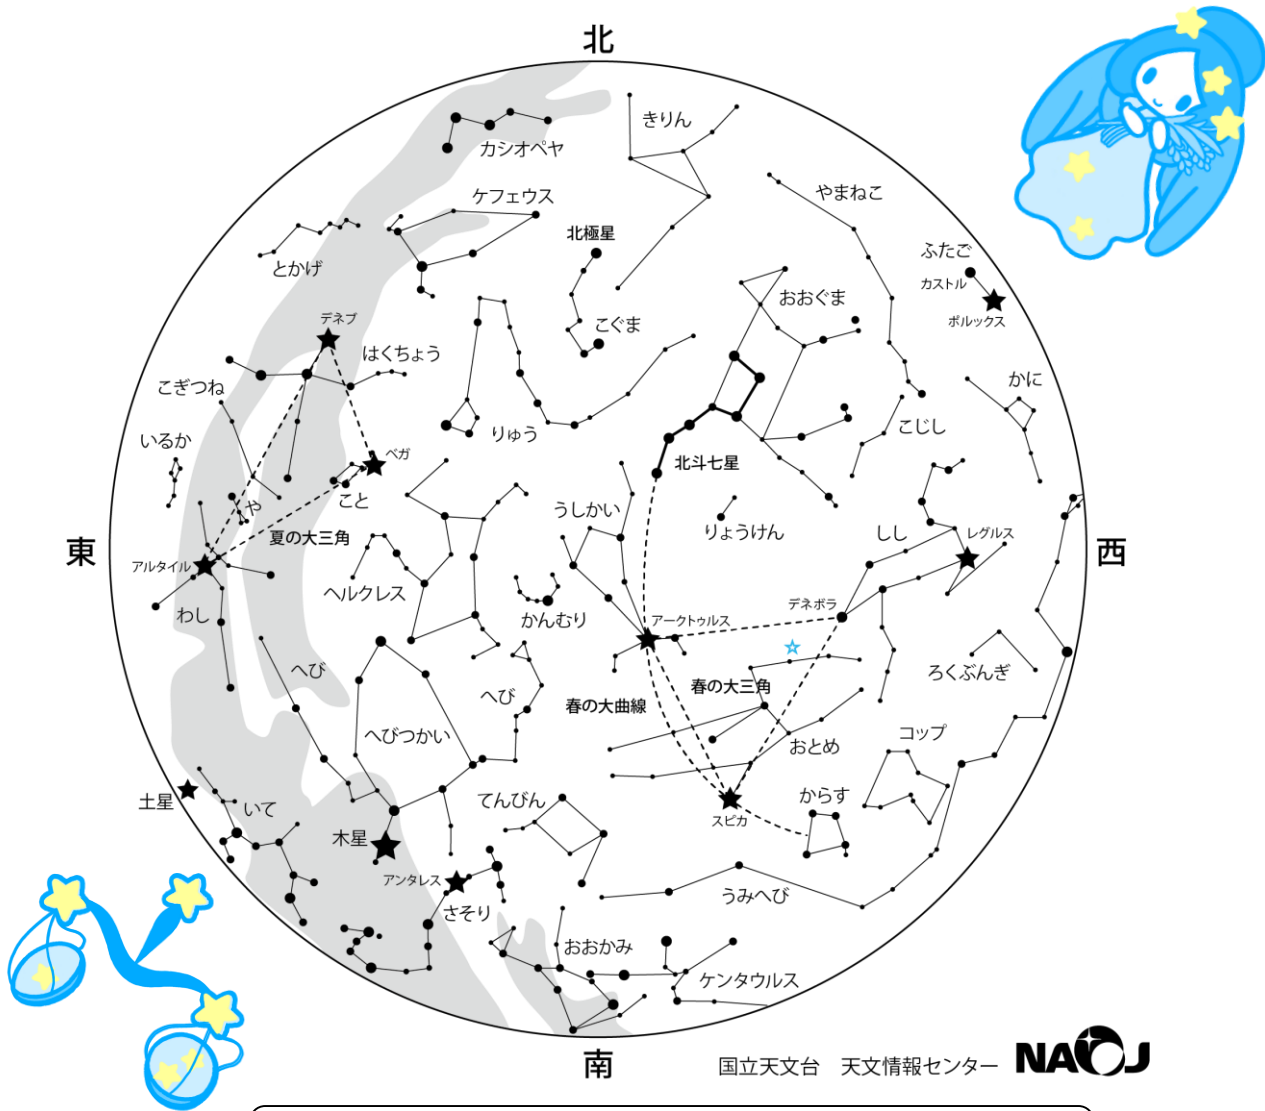 北
きりん
カシオペヤ
やまねこ
ケフェウス
北極星
ふたご
とかげ
カストル
おおぐま
ポルックス
デネブ
こぐま
はくちょう
こぎつね
かに
こじし
いるか
りゅう
ベガ
北斗七星
こと
や
うしかい
りょうけん
しし
レグルス
夏の大三角
東
西
アルタイル
ヘルクレス
デネボラ
わし
かんむり
アークトゥルス
へび
ろくぶんぎ
春の大三角
へび
春の大曲線
へびつかい
おとめ
コップ
土星
いて
てんびん
からす
スピカ
木星
アンタレス
うみへび
さそり
おおかみ
ケンタウルス
南
国立天文台　天文情報センター
NAOJ